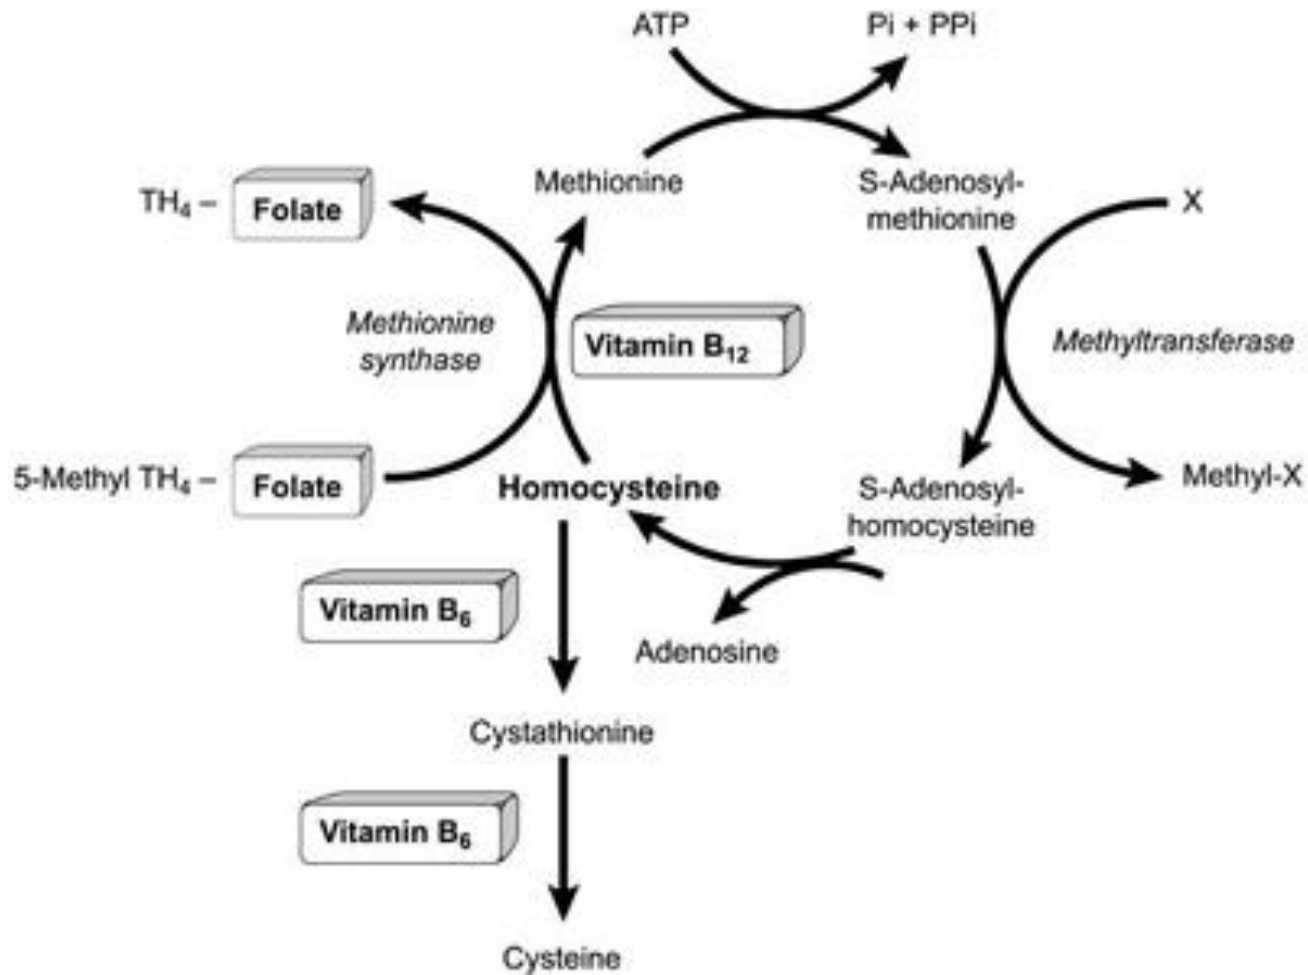 ATP
Pi + PPi
Methionine
S-Adenosyl-
methionine
X
TH₄ – Folate
Methionine
synthase
Vitamin B₁₂
Methyltransferase
5-Methyl TH₄ – Folate
Homocysteine
S-Adenosyl-
homocysteine
Methyl-X
Vitamin B₆
Adenosine
Cystathionine
Vitamin B₆
Cysteine